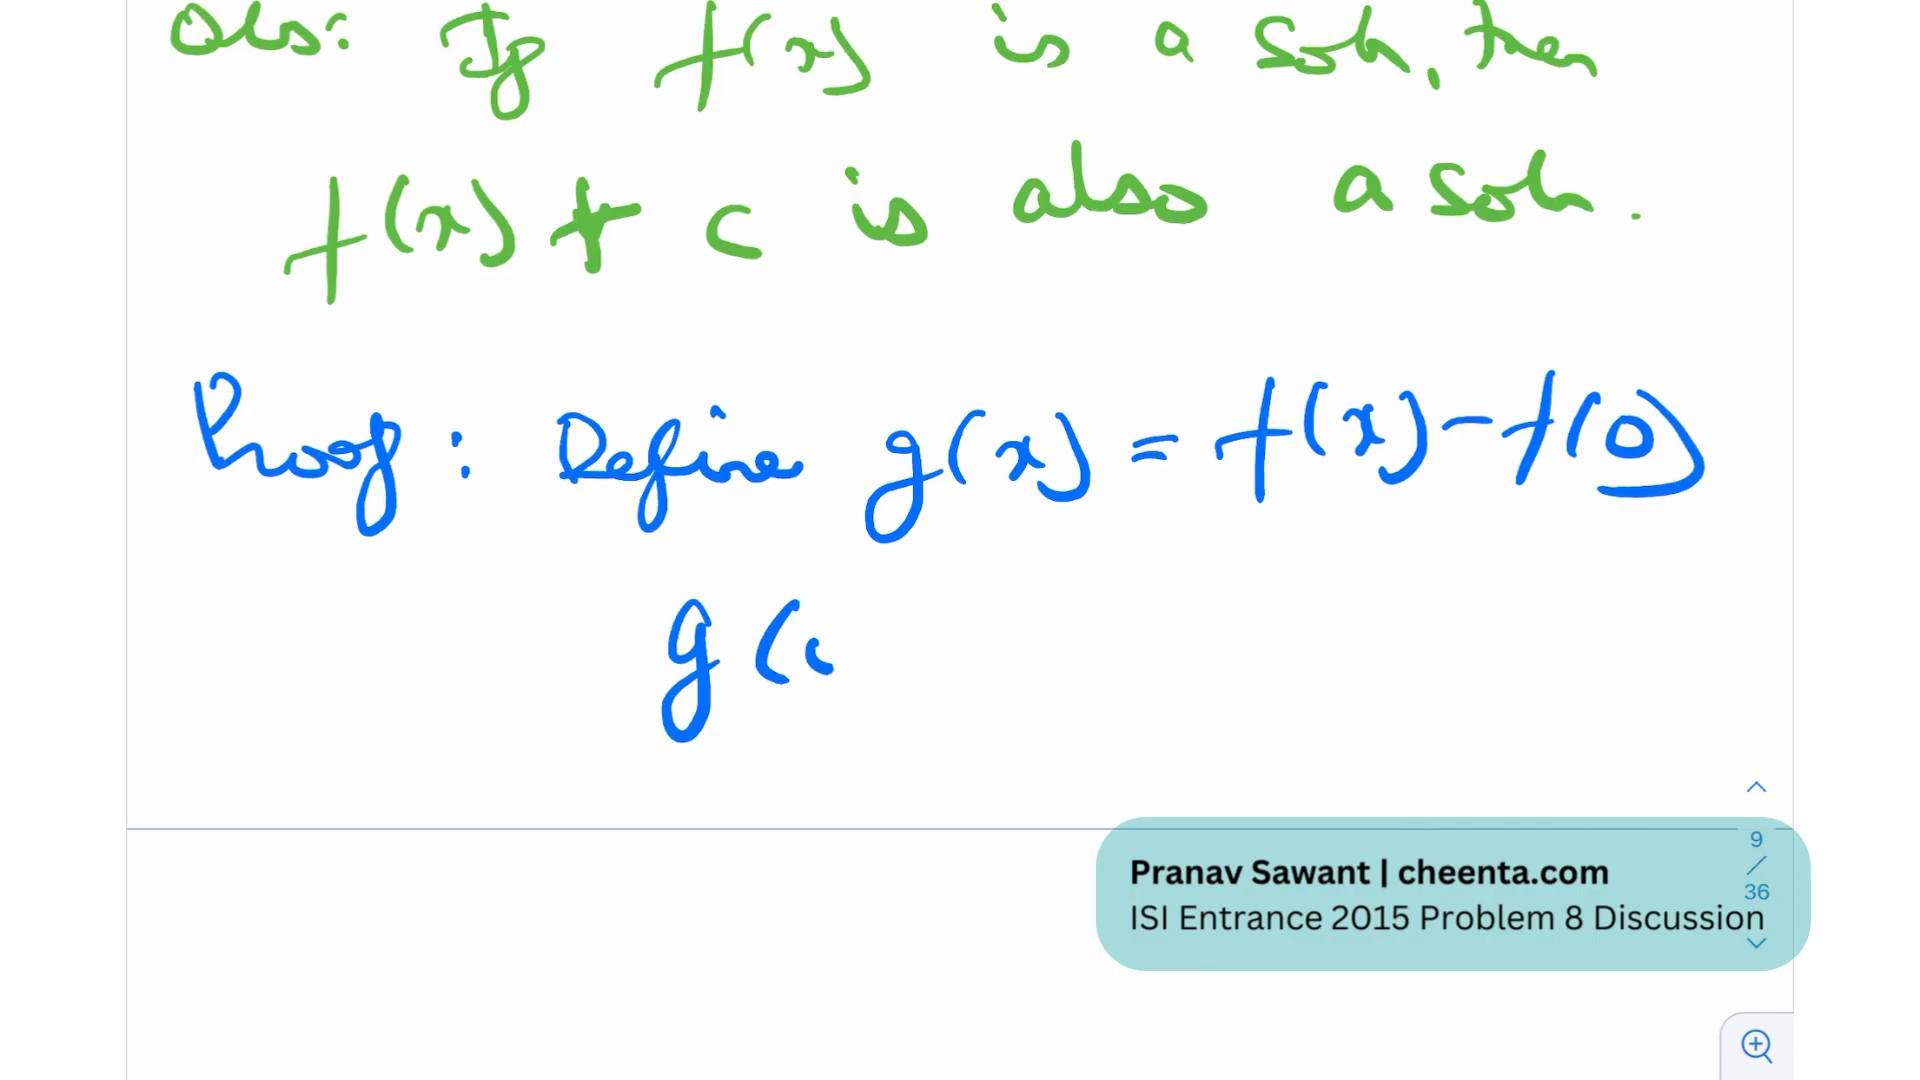 Obs: If f(x) is a soln, then
f(x) + c is also a soln.
Proof: Define g(x) = f(x) - f(0)
g(
9
/
36
Pranav Sawant | cheenta.com
ISI Entrance 2015 Problem 8 Discussion